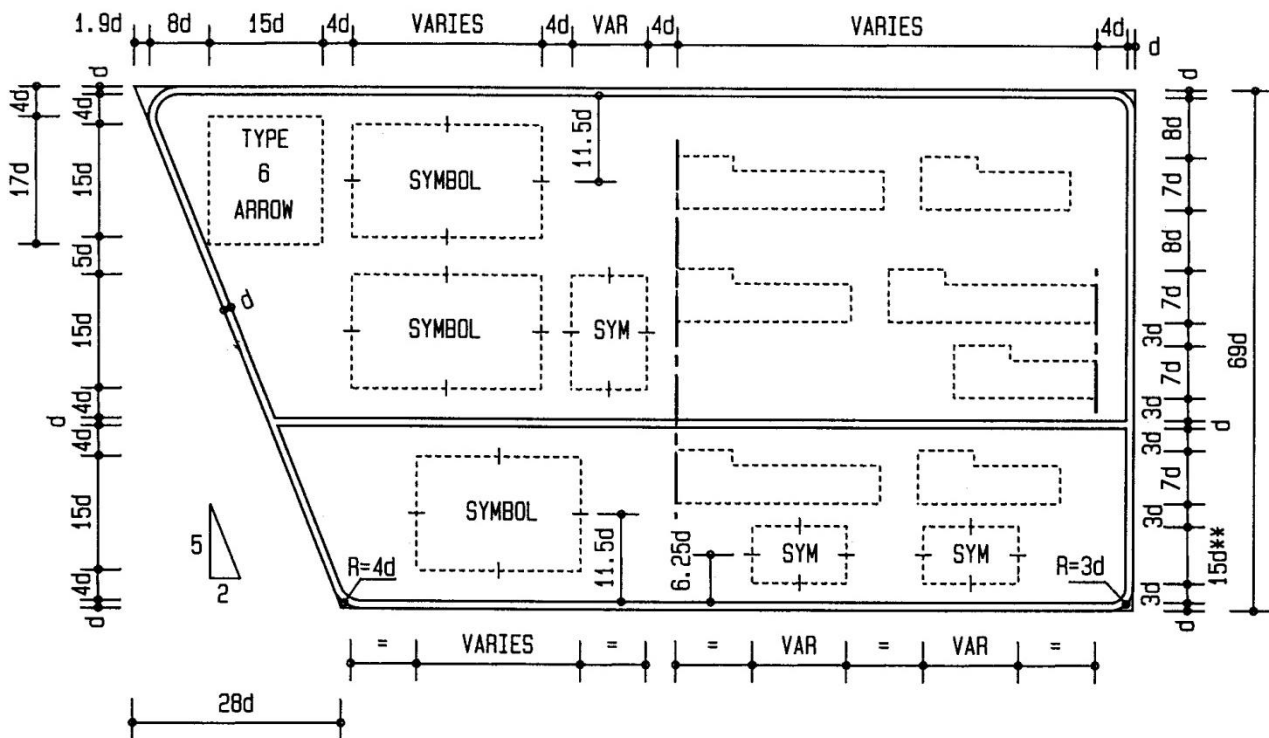 1.9d 8d 15d 4d VARIES 4d VAR 4d VARIES 4d d
d
4d
17d
4d
15d
5d
15d
4d
d
4d
15d
4d
d
TYPE
6
ARROW
SYMBOL
11.5d
d
SYMBOL
SYM
SYMBOL
11.5d
6.25d
SYM
SYM
5
2
R=4d
R=3d
d
8d
7d
8d
7d
3d
7d
3d
d
3d
7d
3d
15d**
3d
d
69d
= VARIES = = VAR = VAR =
28d